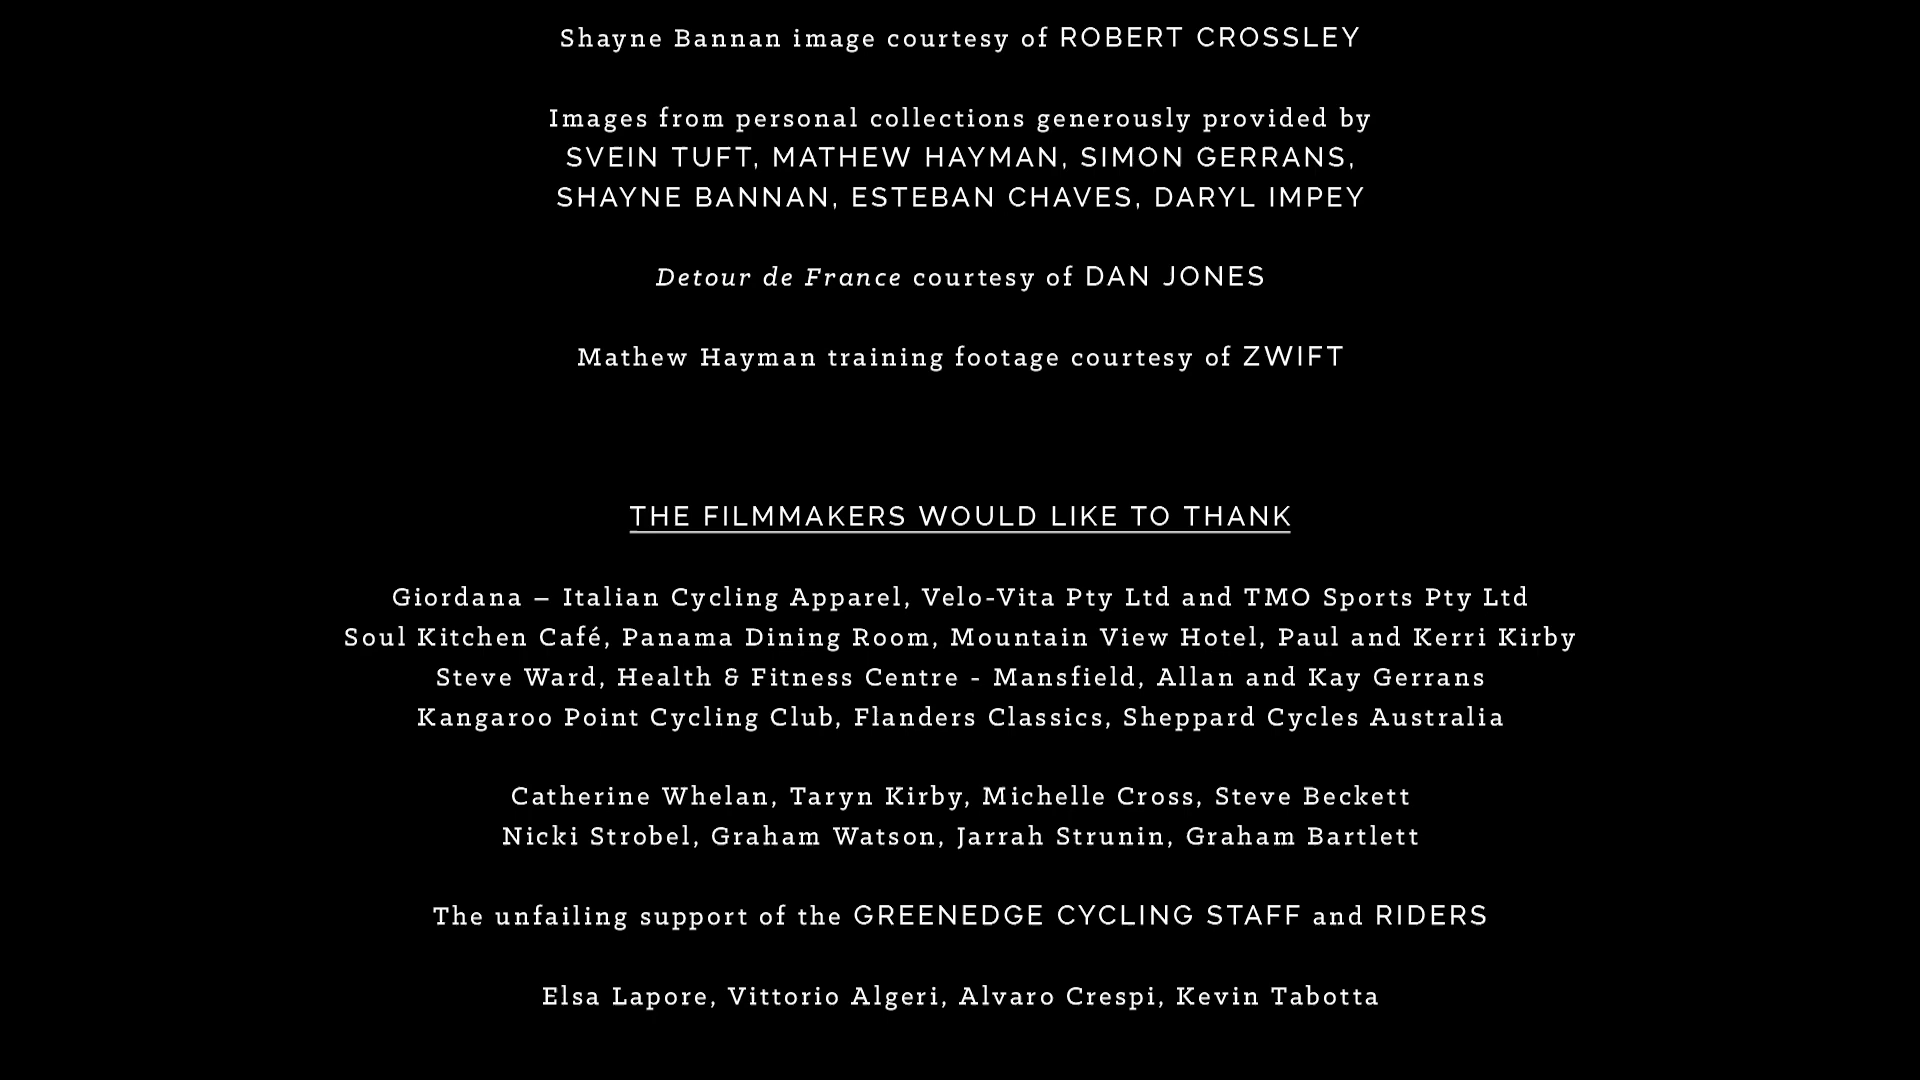 Shayne Bannan image courtesy of ROBERT CROSSLEY
Images from personal collections generously provided by
SVEIN TUFT, MATHEW HAYMAN, SIMON GERRANS,
SHAYNE BANNAN, ESTEBAN CHAVES, DARYL IMPEY
Detour de France courtesy of DAN JONES
Mathew Hayman training footage courtesy of ZWIFT
THE FILMMAKERS WOULD LIKE TO THANK
Giordana – Italian Cycling Apparel, Velo-Vita Pty Ltd and TMO Sports Pty Ltd
Soul Kitchen Café, Panama Dining Room, Mountain View Hotel, Paul and Kerri Kirby
Steve Ward, Health & Fitness Centre - Mansfield, Allan and Kay Gerrans
Kangaroo Point Cycling Club, Flanders Classics, Sheppard Cycles Australia
Catherine Whelan, Taryn Kirby, Michelle Cross, Steve Beckett
Nicki Strobel, Graham Watson, Jarrah Strunin, Graham Bartlett
The unfailing support of the GREENEDGE CYCLING STAFF and RIDERS
Elsa Lapore, Vittorio Algeri, Alvaro Crespi, Kevin Tabotta